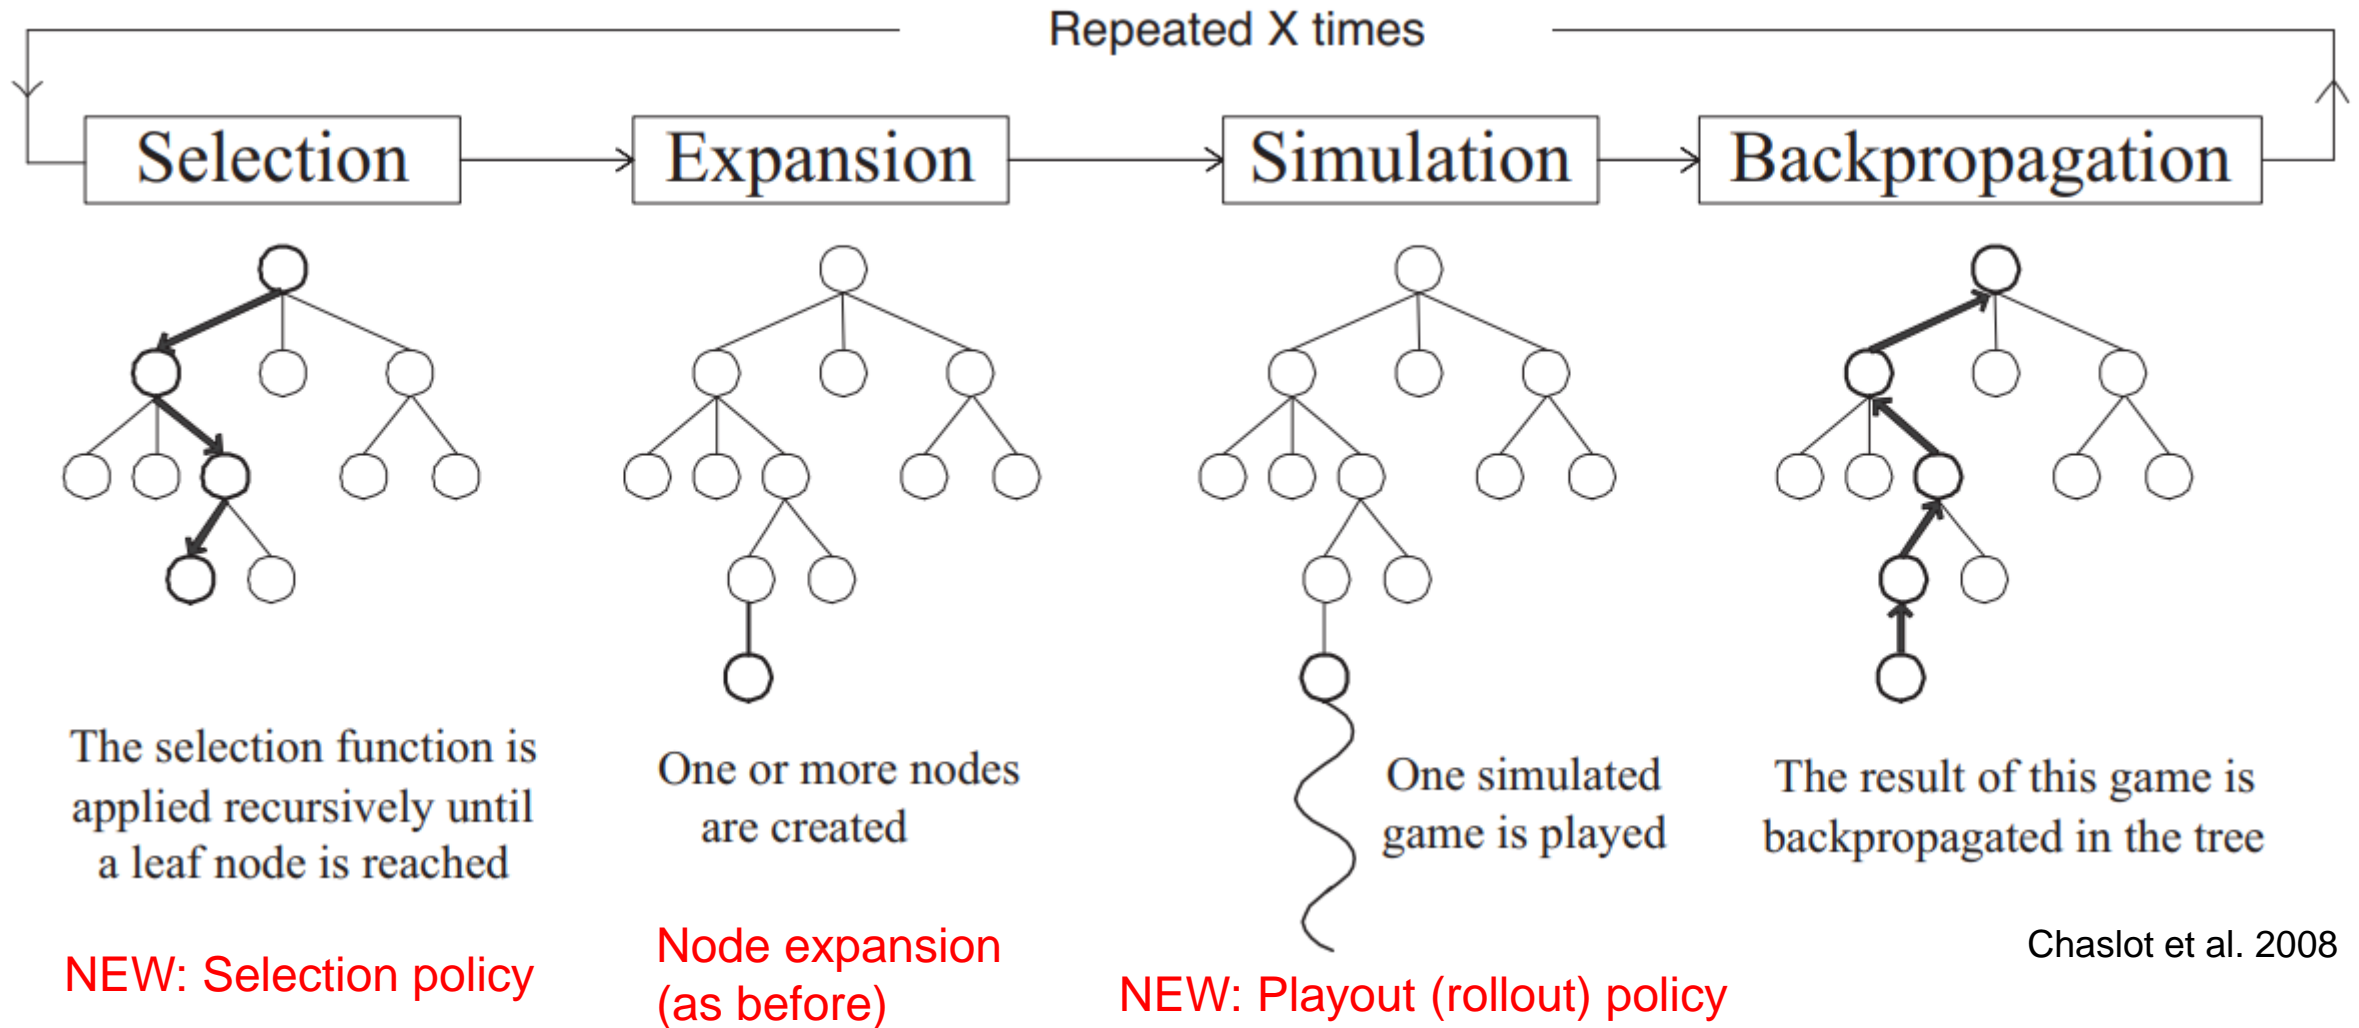 Repeated X times
Selection
Expansion
Simulation
Backpropagation
The selection function is
applied recursively until
a leaf node is reached
One or more nodes
are created
One simulated
game is played
The result of this game is
backpropagated in the tree
NEW: Selection policy
Node expansion
(as before)
NEW: Playout (rollout) policy
Chaslot et al. 2008